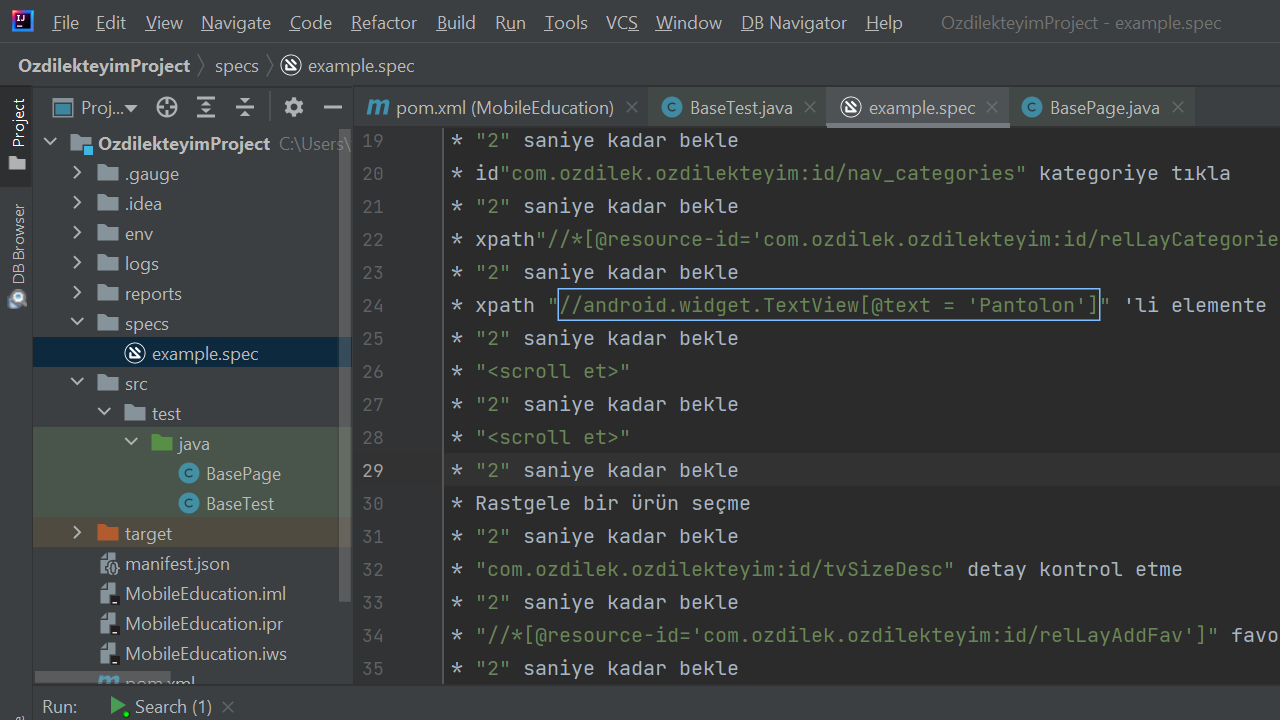 File Edit View Navigate Code Refactor Build Run Tools VCS Window DB Navigator Help OzdilekteyimProject - example.spec
OzdilekteyimProject specs example.spec
Project
DB Browser
Proj...
OzdilekteyimProject C:\Users\
.gauge
.idea
env
logs
reports
specs
example.spec
src
test
java
BasePage
BaseTest
target
manifest.json
MobileEducation.iml
MobileEducation.ipr
MobileEducation.iws
pom.xml
pom.xml (MobileEducation) BaseTest.java example.spec BasePage.java
19 * "2" saniye kadar bekle
20 * id"com.ozdilek.ozdilekteyim:id/nav_categories" kategoriye tıkla
21 * "2" saniye kadar bekle
22 * xpath"//*[@resource-id='com.ozdilek.ozdilekteyim:id/relLayCategorie
23 * "2" saniye kadar bekle
24 * xpath "//android.widget.TextView[@text = 'Pantolon']" 'li elemente
25 * "2" saniye kadar bekle
26 * "<scroll et>"
27 * "2" saniye kadar bekle
28 * "<scroll et>"
29 * "2" saniye kadar bekle
30 * Rastgele bir ürün seçme
31 * "2" saniye kadar bekle
32 * "com.ozdilek.ozdilekteyim:id/tvSizeDesc" detay kontrol etme
33 * "2" saniye kadar bekle
34 * "//*[@resource-id='com.ozdilek.ozdilekteyim:id/relLayAddFav']" favo
35 * "2" saniye kadar bekle
Run: Search (1)